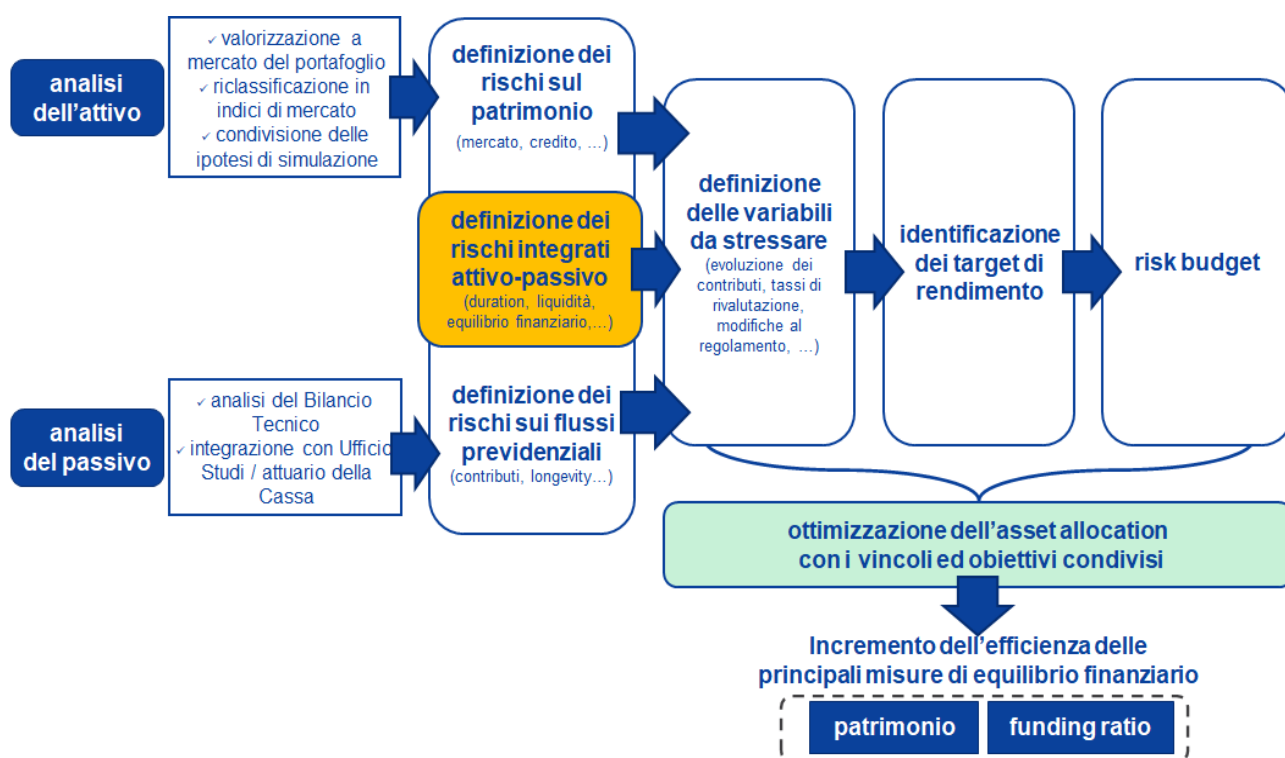 analisi
dell’attivo
✓ valorizzazione a
mercato del portafoglio
✓ riclassificazione in
indici di mercato
✓ condivisione delle
ipotesi di simulazione
definizione dei
rischi sul
patrimonio
(mercato, credito, …)
definizione dei
rischi integrati
attivo-passivo
(duration, liquidità,
equilibrio finanziario,…)
analisi
del passivo
✓ analisi del Bilancio
Tecnico
✓ integrazione con Ufficio
Studi / attuario della
Cassa
definizione dei
rischi sui flussi
previdenziali
(contributi, longevity…)
definizione
delle variabili
da stressare
(evoluzione dei
contributi, tassi di
rivalutazione,
modifiche al
regolamento, …)
identificazione
dei target di
rendimento
risk budget
ottimizzazione dell’asset allocation
con i vincoli ed obiettivi condivisi
Incremento dell’efficienza delle
principali misure di equilibrio finanziario
patrimonio
funding ratio